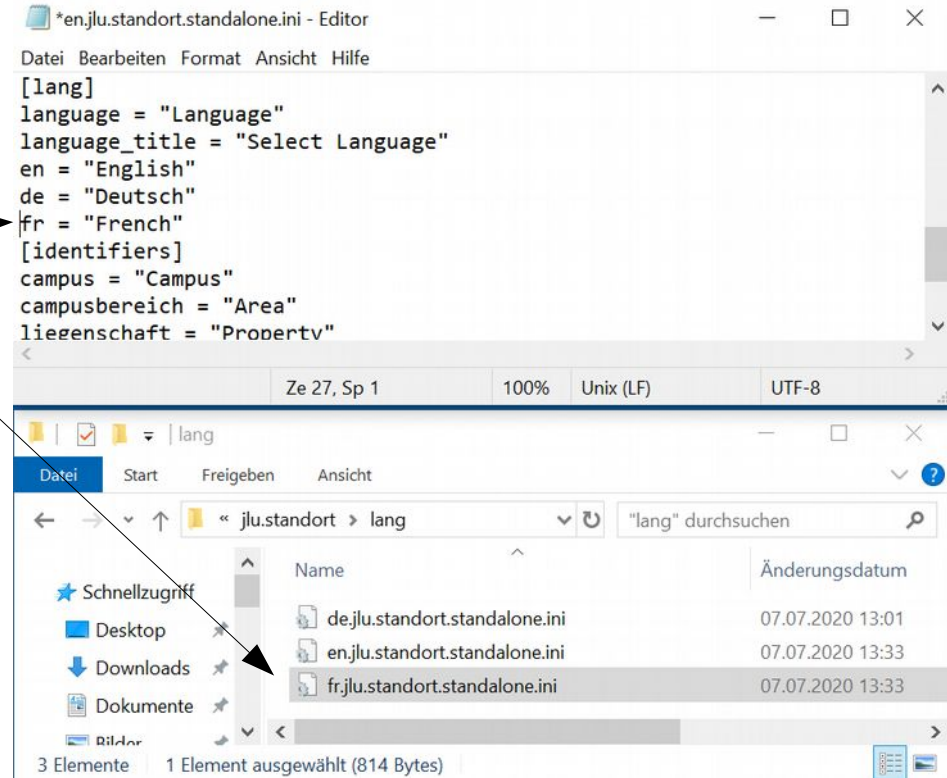 *en.jlu.standort.standalone.ini - Editor
Datei Bearbeiten Format Ansicht Hilfe
[lang]
language = "Language"
language_title = "Select Language"
en = "English"
de = "Deutsch"
fr = "French"
[identifiers]
campus = "Campus"
campusbereich = "Area"
liegenschaft = "Property"
Ze 27, Sp 1 100% Unix (LF) UTF-8
lang
Datei Start Freigeben Ansicht
« jlu.standort > lang "lang" durchsuchen
Name Änderungsdatum
Schnellzugriff
Desktop
Downloads
Dokumente
Bilder
de.jlu.standort.standalone.ini 07.07.2020 13:01
en.jlu.standort.standalone.ini 07.07.2020 13:33
fr.jlu.standort.standalone.ini 07.07.2020 13:33
3 Elemente 1 Element ausgewählt (814 Bytes)